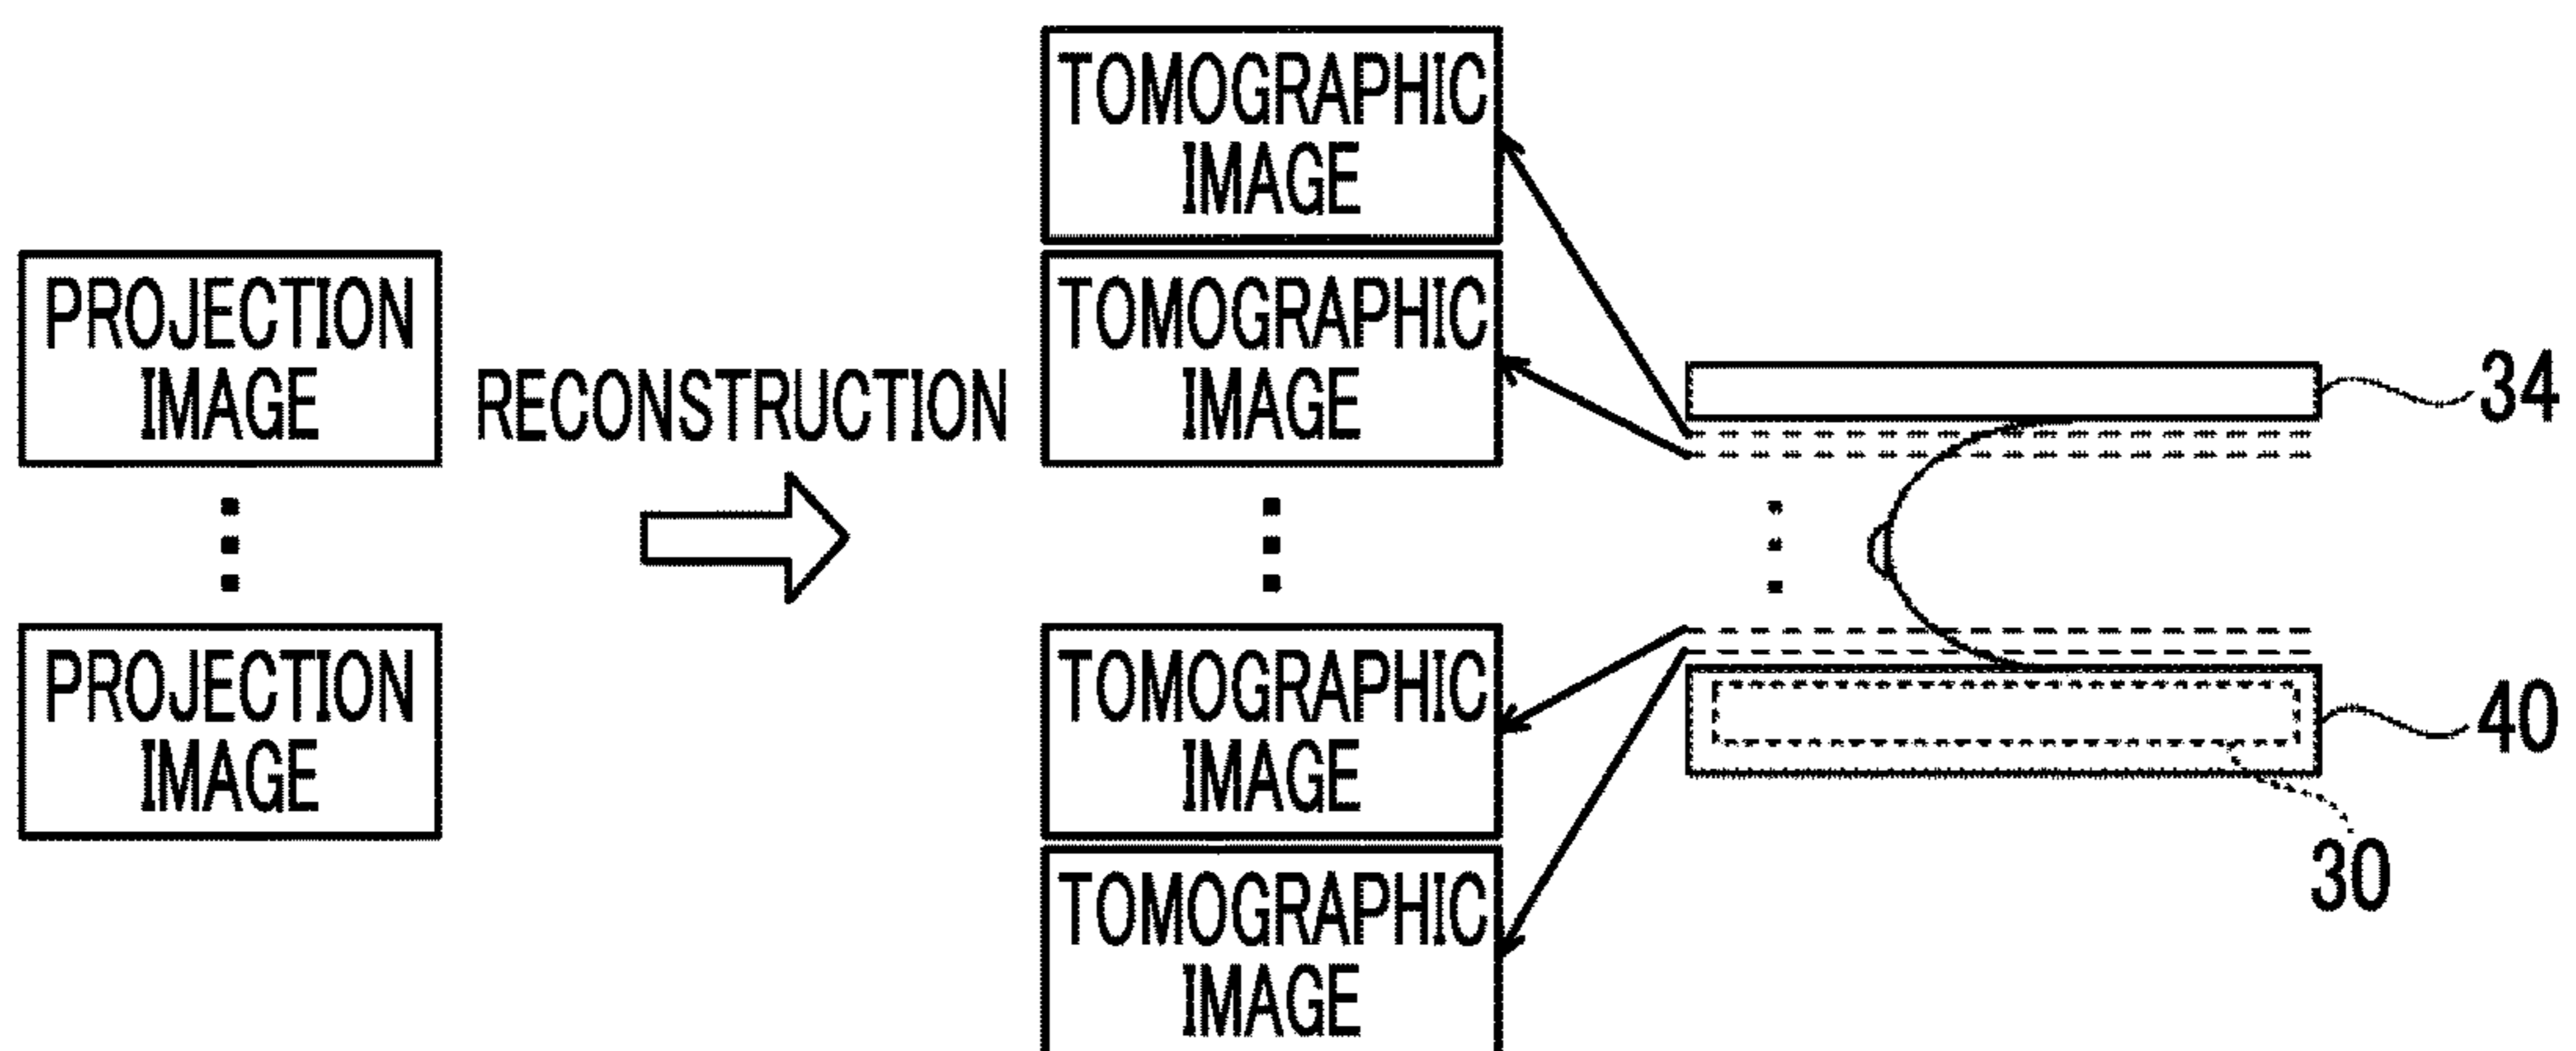 PROJECTION
IMAGE
PROJECTION
IMAGE
RECONSTRUCTION
TOMOGRAPHIC
IMAGE
TOMOGRAPHIC
IMAGE
TOMOGRAPHIC
IMAGE
TOMOGRAPHIC
IMAGE
34
40
30